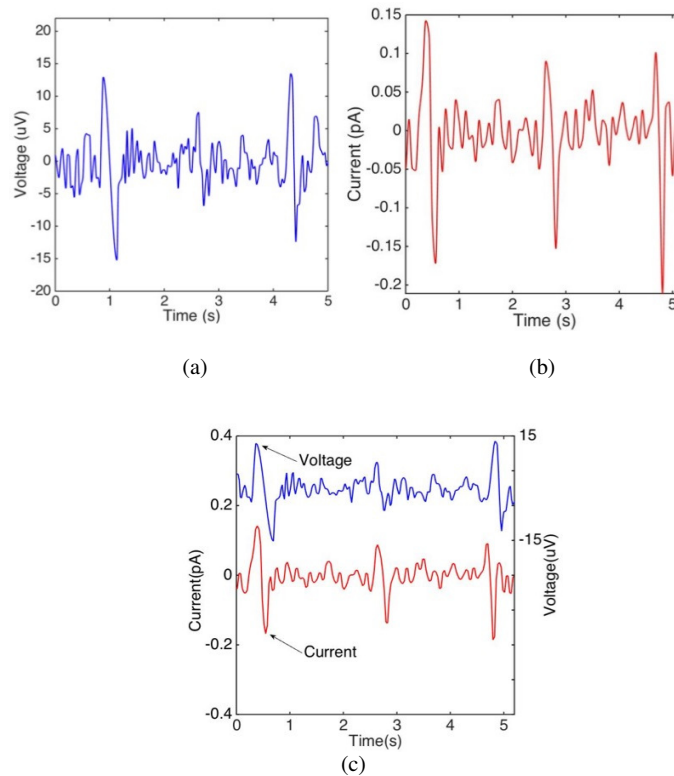 20
15
10
5
0
-5
-10
-15
-20
Voltage (uV)
0 1 2 3 4 5
Time (s)
(a)
0.15
0.1
0.05
0
-0.05
-0.1
-0.15
-0.2
Current (pA)
0 1 2 3 4 5
Time (s)
(b)
0.4
0.2
0
-0.2
-0.4
Current(pA)
Voltage
Current
15
-15
Voltage(uV)
0 1 2 3 4 5
Time(s)
(c)